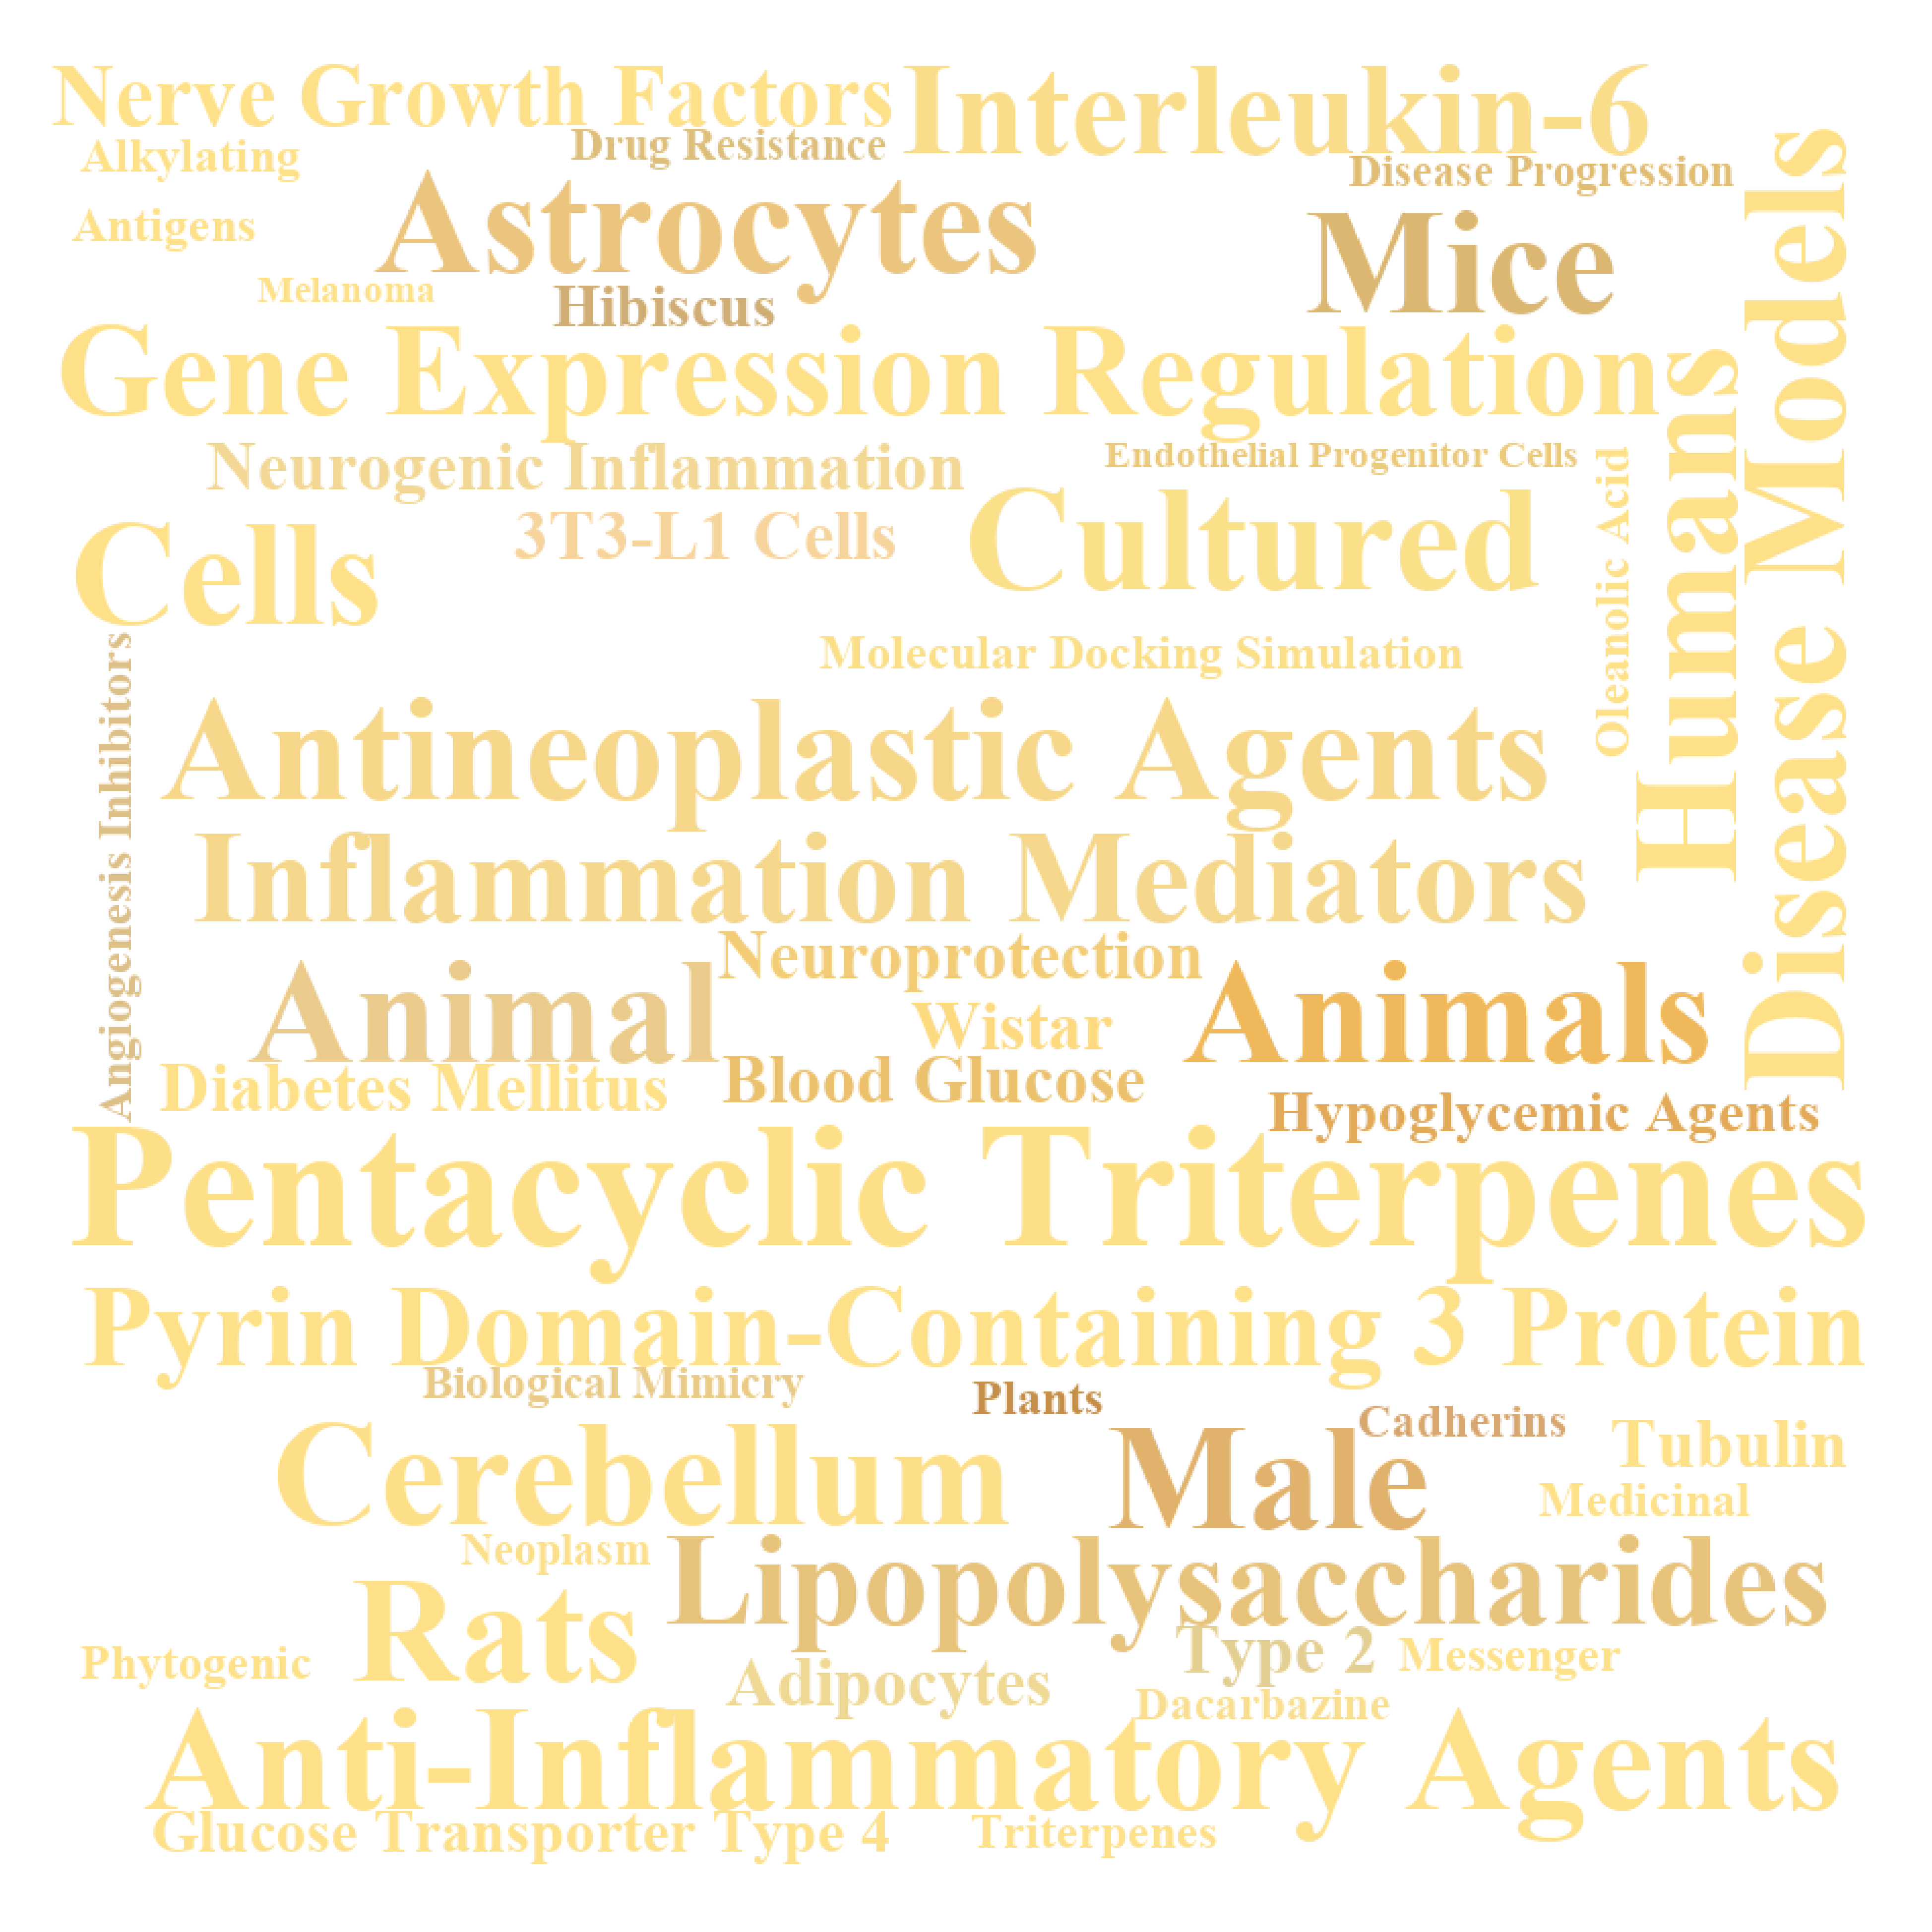 Nerve Growth Factors
Interleukin-6
Alkylating
Drug Resistance
Disease Progression
Antigens
Astrocytes
Mice
Melanoma
Hibiscus
Disease Models
Gene Expression Regulations
Humans
Neurogenic Inflammation
Endothelial Progenitor Cells
Oleanolic Acid
Cells
3T3-L1 Cells
Cultured
Molecular Docking Simulation
Angiogenesis Inhibitors
Antineoplastic Agents
Inflammation Mediators
Neuroprotection
Animal
Wistar
Animals
Diabetes Mellitus
Blood Glucose
Hypoglycemic Agents
Pentacyclic Triterpenes
Pyrin Domain-Containing 3 Protein
Biological Mimicry
Plants
Cadherins
Cerebellum
Male
Tubulin
Medicinal
Neoplasm
Lipopolysaccharides
Rats
Type 2
Messenger
Phytogenic
Adipocytes
Dacarbazine
Anti-Inflammatory Agents
Glucose Transporter Type 4
Triterpenes